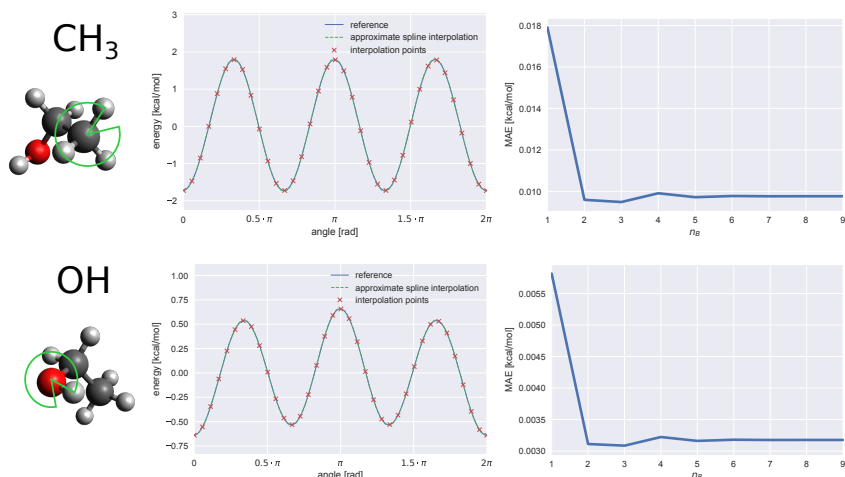 CH₃
energy [kcal/mol]
3
2
1
0
−1
−2
reference
approximate spline interpolation
interpolation points
0
0.5 · π
π
1.5 · π
2π
angle [rad]
MAE [kcal/mol]
0.018
0.016
0.014
0.012
0.010
1 2 3 4 5 6 7 8 9
n_B
OH
energy [kcal/mol]
1.00
0.75
0.50
0.25
0.00
−0.25
−0.50
−0.75
reference
approximate spline interpolation
interpolation points
0
0.5 · π
π
1.5 · π
2π
angle [rad]
MAE [kcal/mol]
0.0055
0.0050
0.0045
0.0040
0.0035
0.0030
1 2 3 4 5 6 7 8 9
n_B